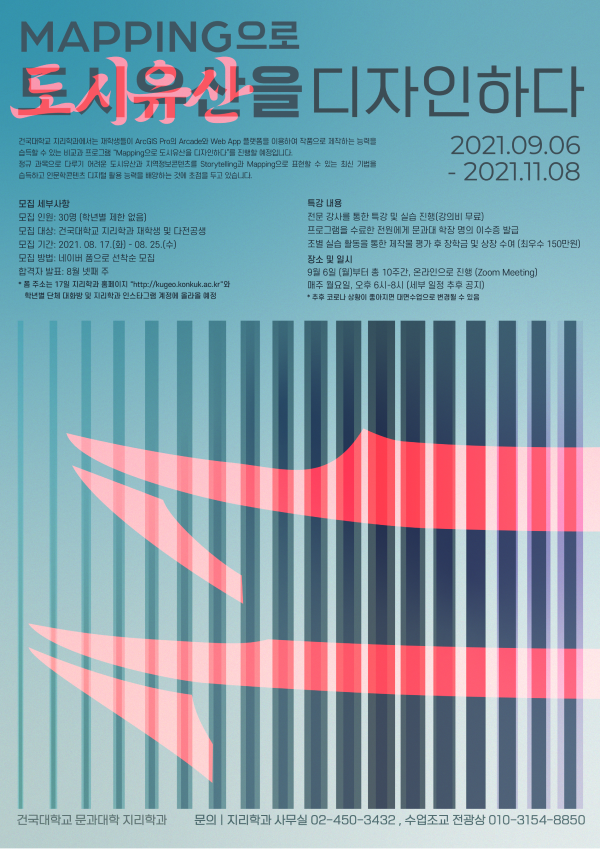 MAPPING으로
도시유산을 디자인하다
건국대학교 지리학과에서는 재학생들이 ArcGIS Pro의 Arcade와 Web App 플랫폼을 이용하여 작품으로 제작하는 능력을
습득할 수 있는 비교과 프로그램 "Mapping으로 도시유산을 디자인하다"를 진행할 예정입니다.
정규 과목으로 다루기 어려운 도시유산과 지역정보콘텐츠를 Storytelling과 Mapping으로 표현할 수 있는 최신 기법을
습득하고 인문학콘텐츠 디지털 활용 능력을 배양하는 것에 초점을 두고 있습니다.
2021.09.06
- 2021.11.08
모집 세부사항
모집 인원: 30명 (학년별 제한 없음)
모집 대상: 건국대학교 지리학과 재학생 및 다전공생
모집 기간: 2021. 08. 17.(화) - 08. 25.(수)
모집 방법: 네이버 폼으로 선착순 모집
합격자 발표: 8월 넷째 주
* 폼 주소는 17일 지리학과 홈페이지 "http://kugeo.konkuk.ac.kr"와
학년별 단체 대화방 및 지리학과 인스타그램 계정에 올라올 예정
특강 내용
전문 강사를 통한 특강 및 실습 진행(강의비 무료)
프로그램을 수료한 전원에게 문과대 학장 명의 이수증 발급
조별 실습 활동을 통한 제작물 평가 후 장학금 및 상장 수여 (최우수 150만원)
장소 및 일시
9월 6일 (월)부터 총 10주간, 온라인으로 진행 (Zoom Meeting)
매주 월요일, 오후 6시-8시 (세부 일정 추후 공지)
* 추후 코로나 상황이 좋아지면 대면수업으로 변경될 수 있음
건국대학교 문과대학 지리학과
문의 | 지리학과 사무실 02-450-3432 , 수업조교 전광상 010-3154-8850